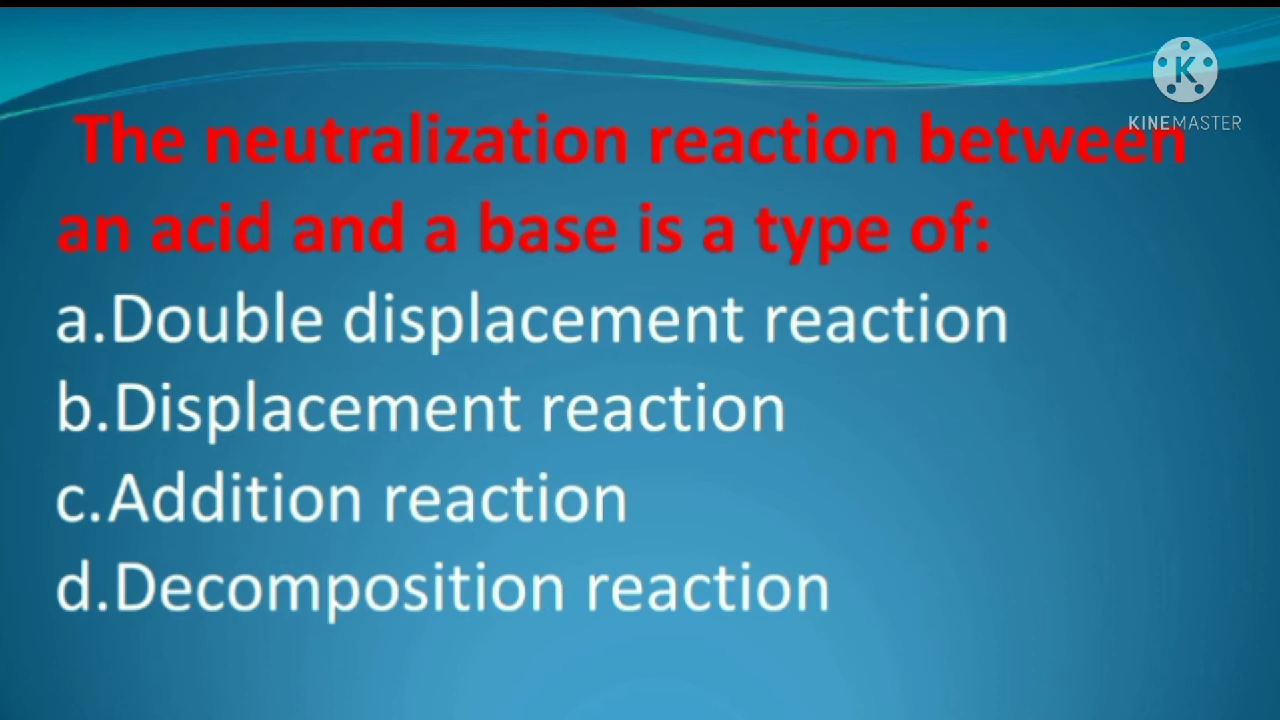 KINEMASTER
The neutralization reaction between
an acid and a base is a type of:
a.Double displacement reaction
b.Displacement reaction
c.Addition reaction
d.Decomposition reaction